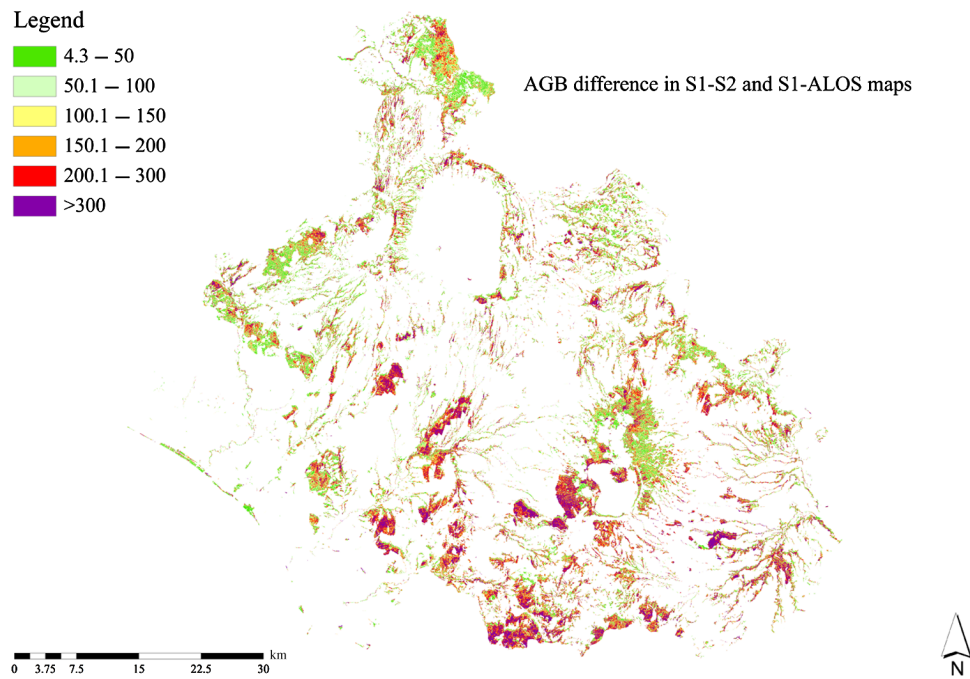 Legend
4.3 – 50
50.1 – 100
100.1 – 150
150.1 – 200
200.1 – 300
>300
AGB difference in S1-S2 and S1-ALOS maps
km
0 3.75 7.5 15 22.5 30
N